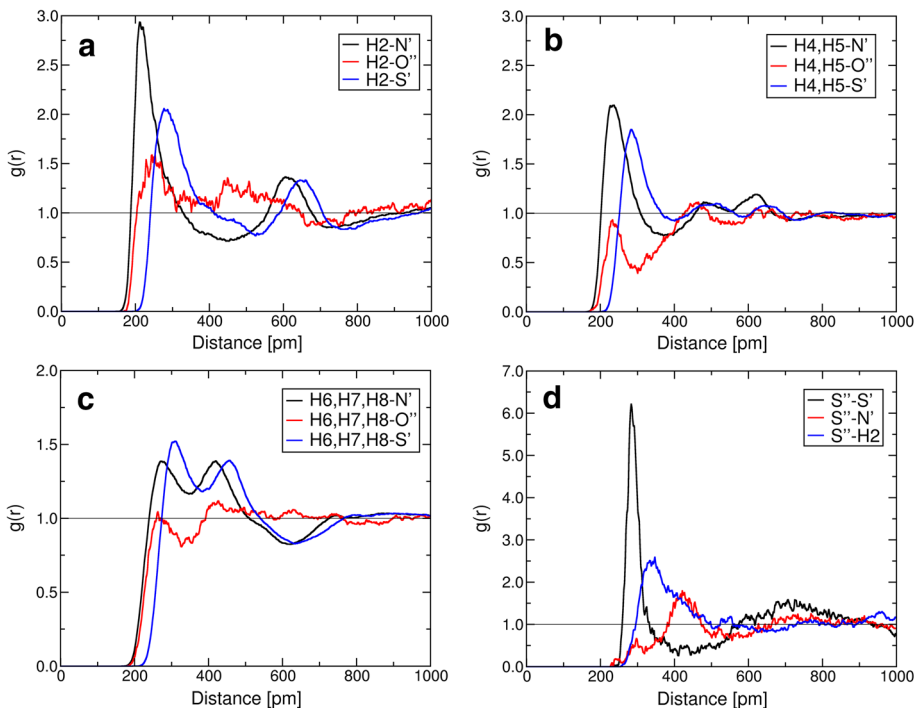 a
H2-N'
H2-O''
H2-S'
g(r)
3.0
2.5
2.0
1.5
1.0
0.5
0.0
0 200 400 600 800 1000
Distance [pm]
b
H4,H5-N'
H4,H5-O''
H4,H5-S'
g(r)
3.0
2.5
2.0
1.5
1.0
0.5
0.0
0 200 400 600 800 1000
Distance [pm]
c
H6,H7,H8-N'
H6,H7,H8-O''
H6,H7,H8-S'
g(r)
2.0
1.5
1.0
0.5
0.0
0 200 400 600 800 1000
Distance [pm]
d
S''-S'
S''-N'
S''-H2
g(r)
6.0
5.0
4.0
3.0
2.0
1.0
0.0
0 200 400 600 800 1000
Distance [pm]